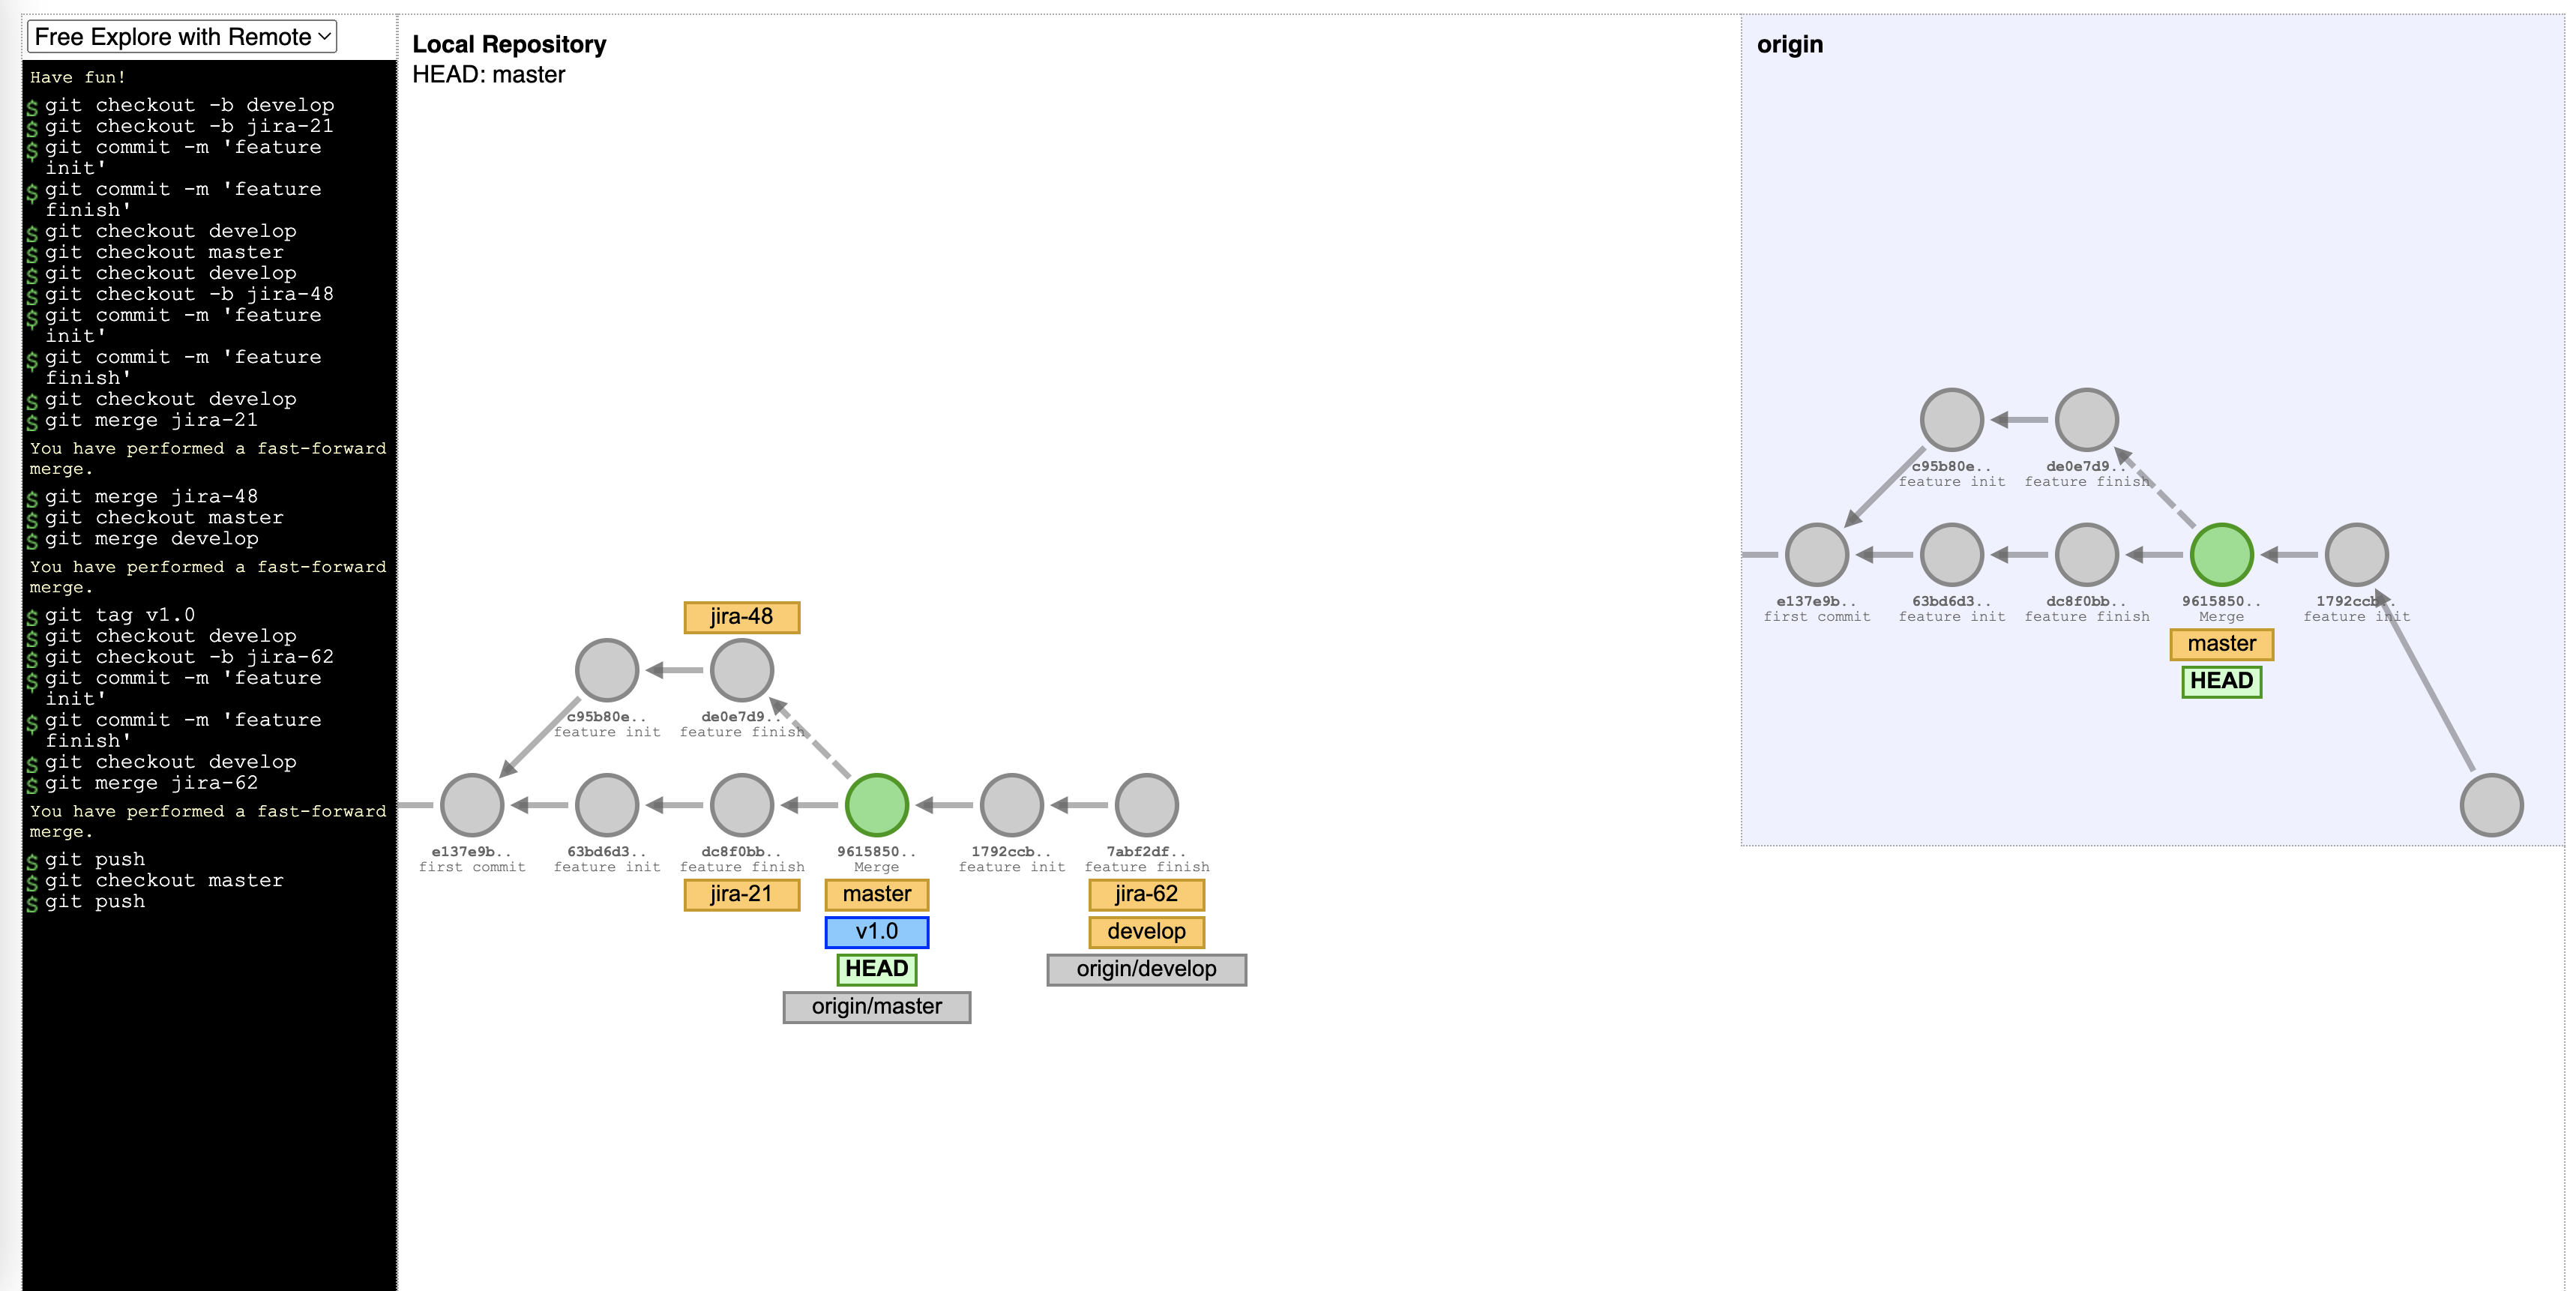 Free Explore with Remote
Have fun!
$ git checkout -b develop
$ git checkout -b jira-21
$ git commit -m 'feature
init'
$ git commit -m 'feature
finish'
$ git checkout develop
$ git checkout master
$ git checkout develop
$ git checkout -b jira-48
$ git commit -m 'feature
init'
$ git commit -m 'feature
finish'
$ git checkout develop
$ git merge jira-21
You have performed a fast-forward
merge.
$ git merge jira-48
$ git checkout master
$ git merge develop
You have performed a fast-forward
merge.
$ git tag v1.0
$ git checkout develop
$ git checkout -b jira-62
$ git commit -m 'feature
init'
$ git commit -m 'feature
finish'
$ git checkout develop
$ git merge jira-62
You have performed a fast-forward
merge.
$ git push
$ git checkout master
$ git push
Local Repository
HEAD: master
jira-48
c95b80e.. de0e7d9..
feature init feature finish
e137e9b.. 63bd6d3.. dc8f0bb.. 9615850.. 1792ccb.. 7abf2df..
first commit feature init feature finish Merge feature init feature finish
jira-21 master jira-62
v1.0 develop
HEAD origin/develop
origin/master
origin
c95b80e.. de0e7d9..
feature init feature finish
e137e9b.. 63bd6d3.. dc8f0bb.. 9615850.. 1792ccb..
first commit feature init feature finish Merge feature init
master
HEAD